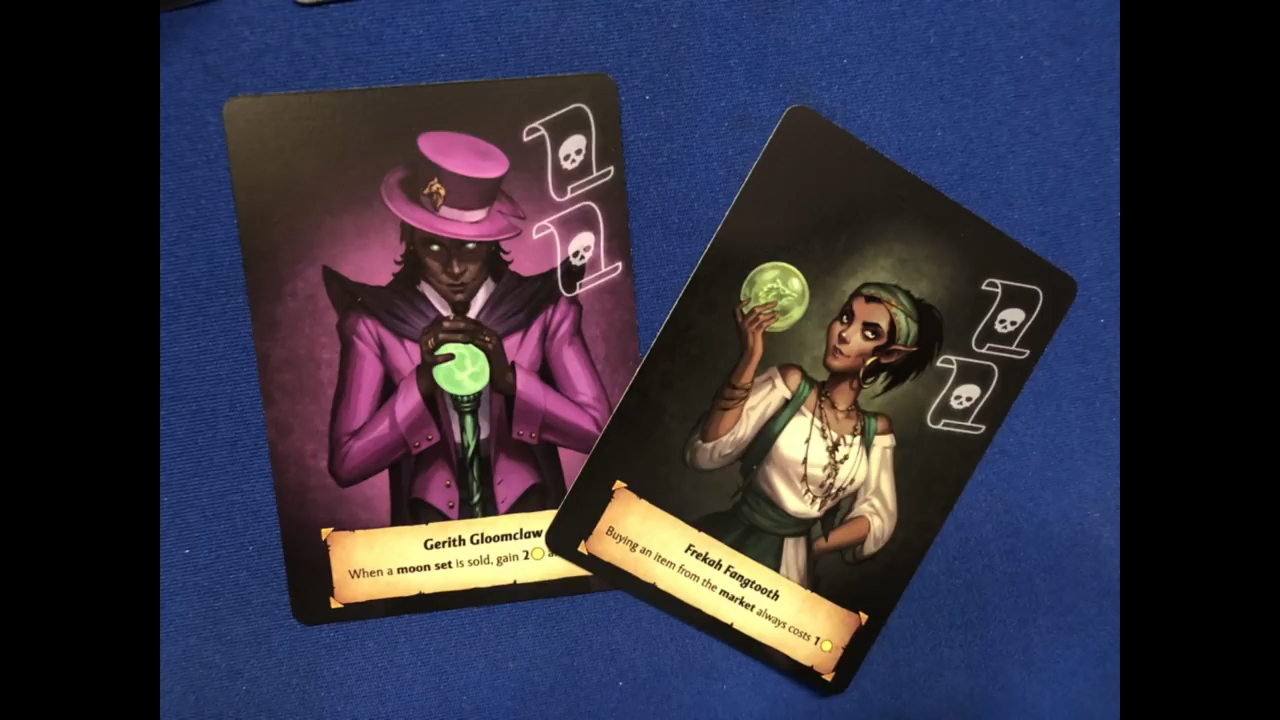 Gerith Gloomclaw
When a moon set is sold, gain 2
Frekah Fangtooth
Buying an item from the market always costs 1